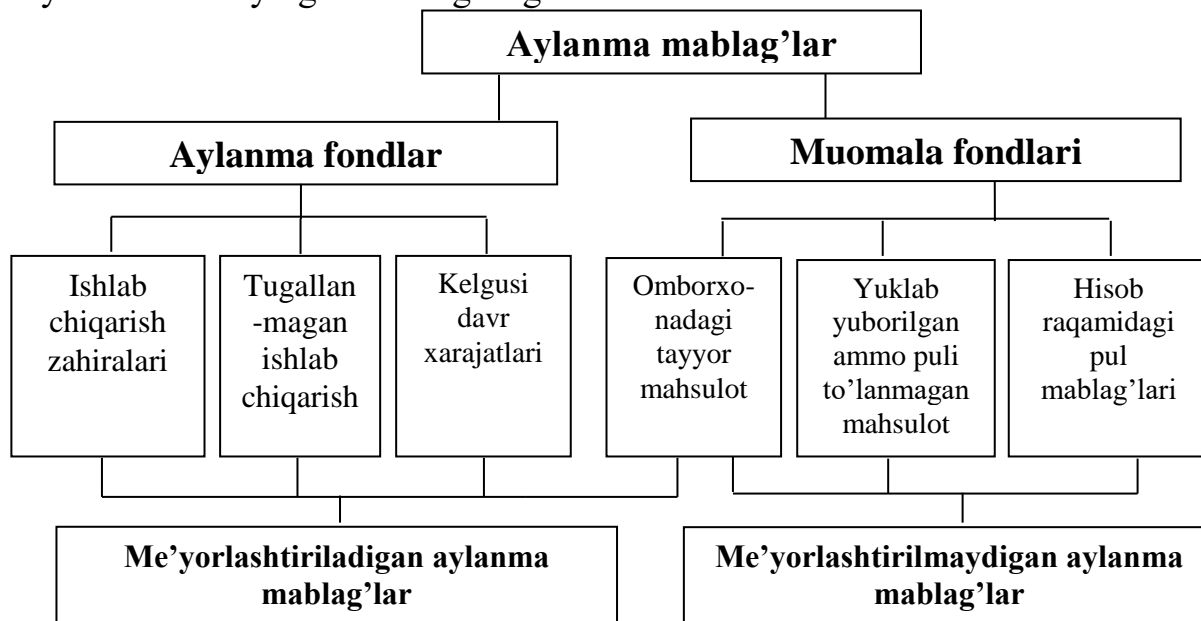 Aylanma mablag’lar
Aylanma fondlar
Muomala fondlari
Ishlab
chiqarish
zahiralari
Tugallan
-magan
ishlab
chiqarish
Kelgusi
davr
xarajatlari
Omborxo-
nadagi
tayyor
mahsulot
Yuklab
yuborilgan
ammo puli
to’lanmagan
mahsulot
Hisob
raqamidagi
pul
mablag’lari
Me’yorlashtiriladigan aylanma
mablag’lar
Me’yorlashtirilmaydigan aylanma
mablag’lar